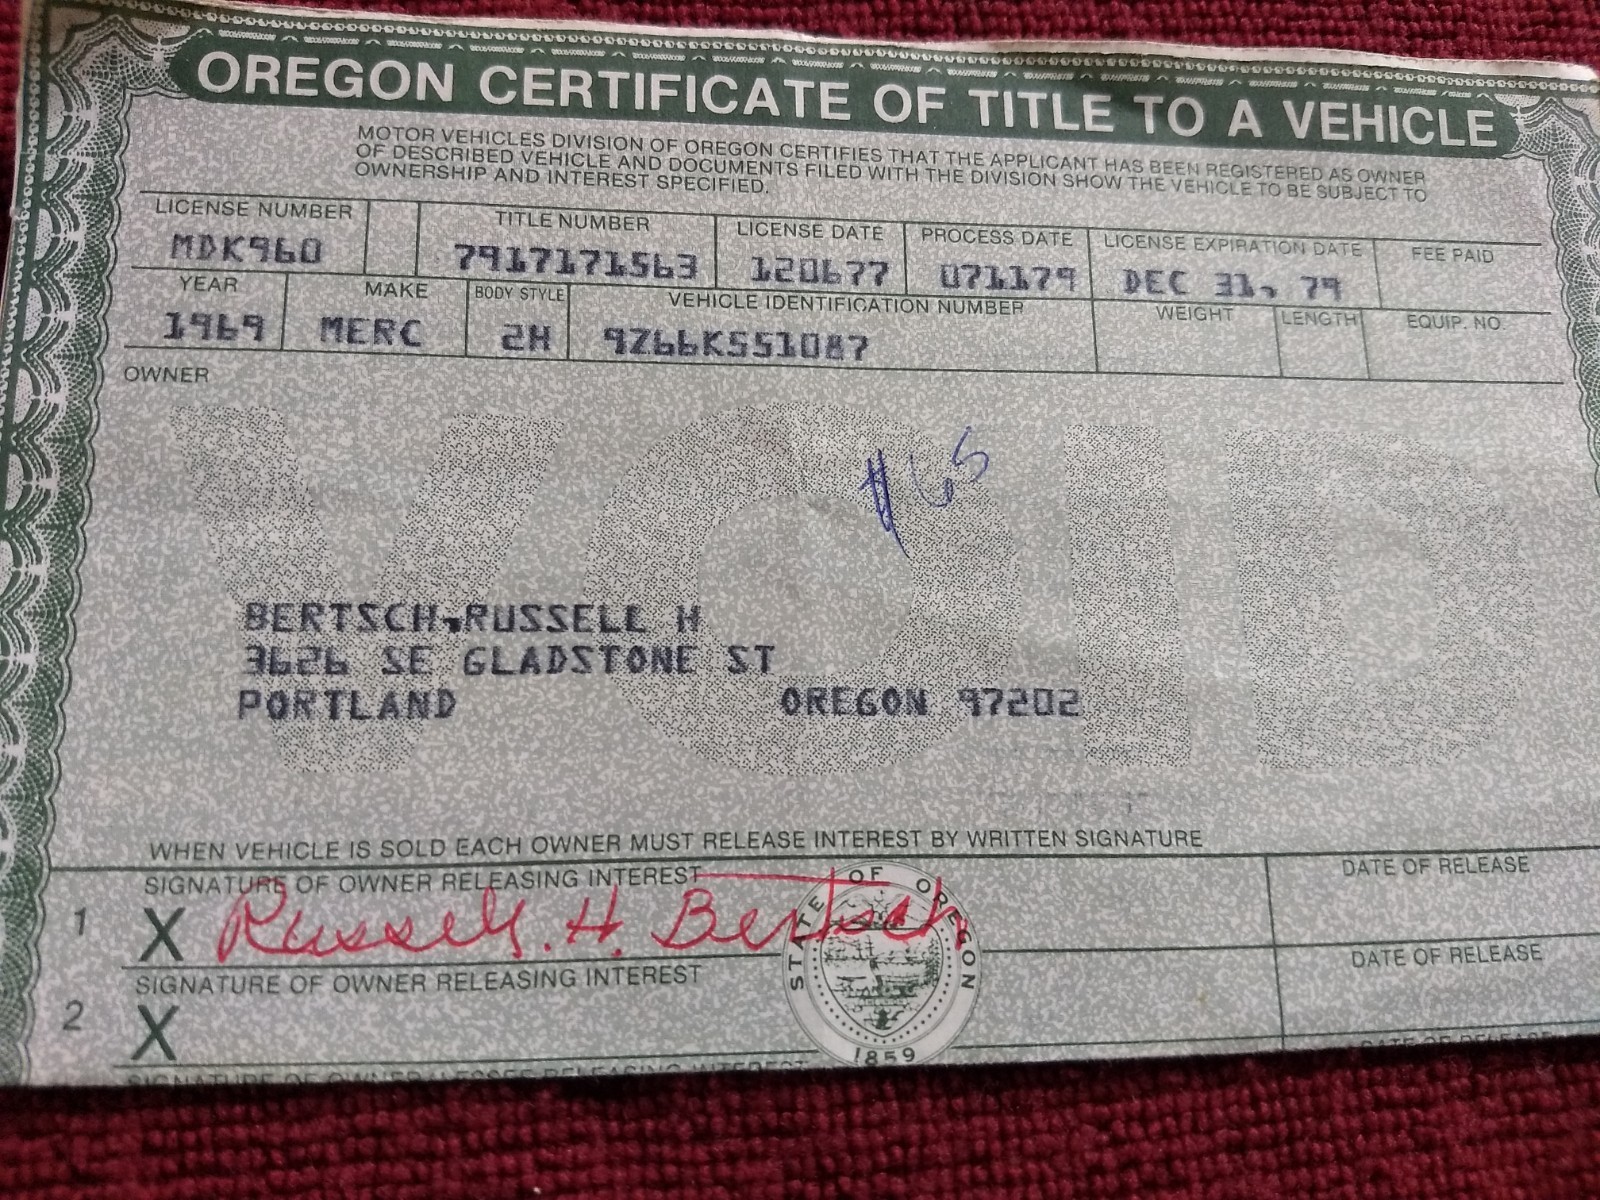 OREGON CERTIFICATE OF TITLE TO A VEHICLE
MOTOR VEHICLES DIVISION OF OREGON CERTIFIES THAT THE APPLICANT HAS BEEN REGISTERED AS OWNER
OF DESCRIBED VEHICLE AND DOCUMENTS FILED WITH THE DIVISION SHOW THE VEHICLE TO BE SUBJECT TO
OWNERSHIP AND INTEREST SPECIFIED.
LICENSE NUMBER TITLE NUMBER LICENSE DATE PROCESS DATE LICENSE EXPIRATION DATE FEE PAID
MDK960 7917171563 120677 071179 DEC 31, 79
YEAR MAKE BODY STYLE VEHICLE IDENTIFICATION NUMBER WEIGHT LENGTH EQUIP. NO.
1969 MERC 2H 9Z66K551087
OWNER
VOID
$65
BERTSCH,RUSSELL H
3626 SE GLADSTONE ST
PORTLAND OREGON 97202
WHEN VEHICLE IS SOLD EACH OWNER MUST RELEASE INTEREST BY WRITTEN SIGNATURE
SIGNATURE OF OWNER RELEASING INTEREST DATE OF RELEASE
1 X Russell. H. Bertsch
STATE OF OREGON
1859
SIGNATURE OF OWNER RELEASING INTEREST DATE OF RELEASE
2 X